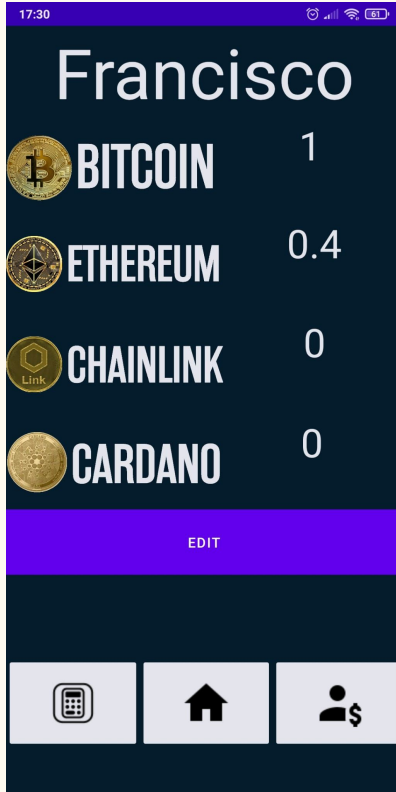 17:30
61
Francisco
BITCOIN 1
ETHEREUM 0.4
Link
CHAINLINK 0
CARDANO 0
EDIT
$